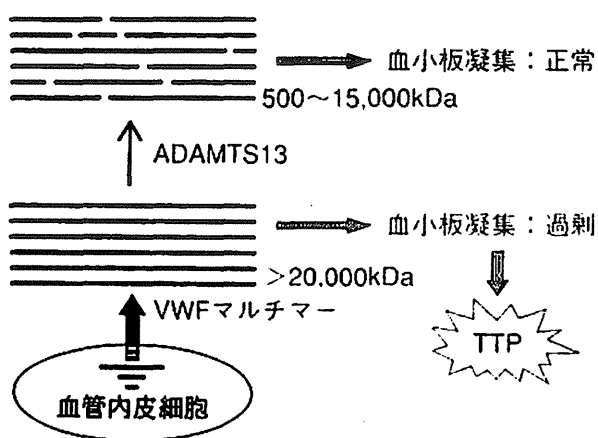 血小板凝集：正常
500～15,000kDa
ADAMTS13
血小板凝集：過剰
>20,000kDa
VWFマルチマー
TTP
血管内皮細胞